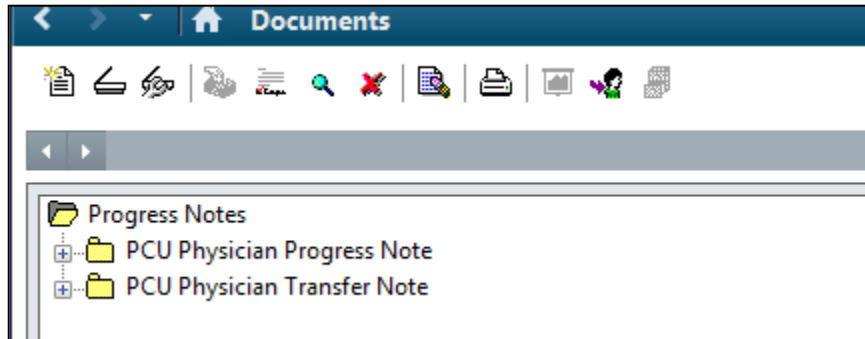 Documents
Progress Notes
PCU Physician Progress Note
PCU Physician Transfer Note